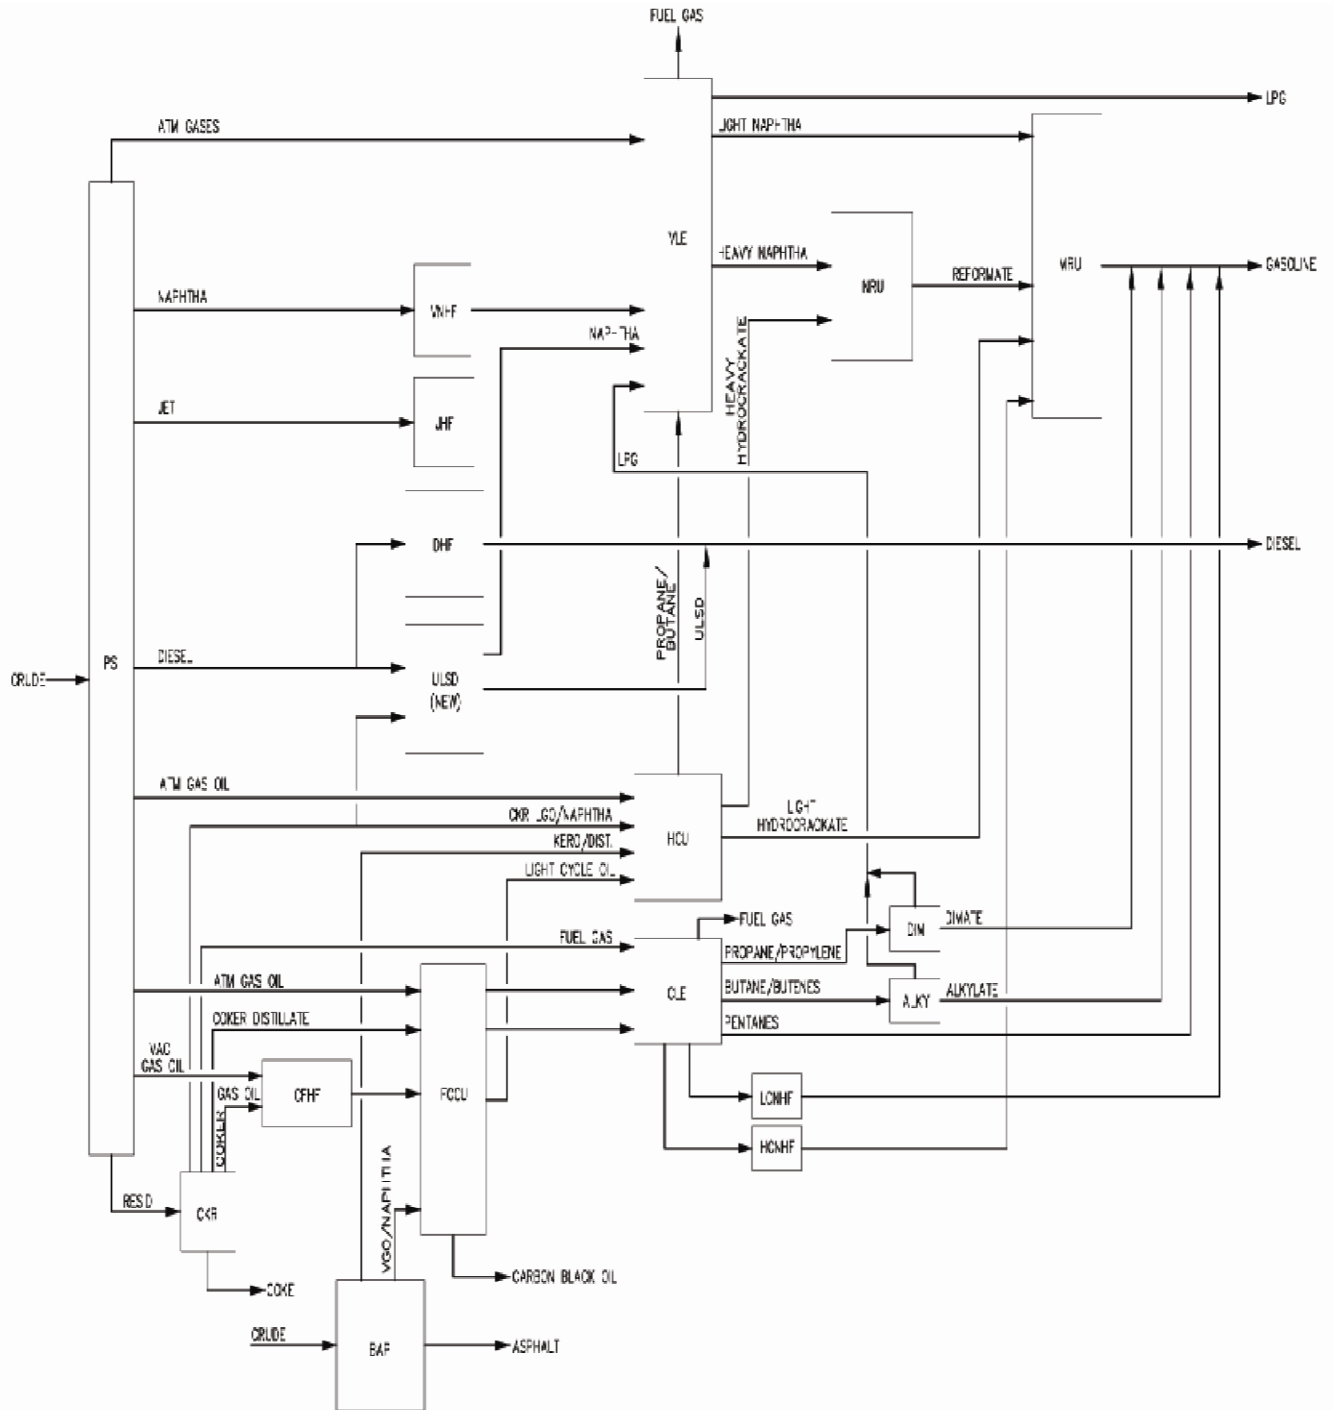 FUEL GAS
LPG
ATM GASES
LIGHT NAPHTHA
VLE
HEAVY NAPHTHA
MRU
GASOLINE
REFORMATE
NRU
NAPHTHA
VNHF
NAPHTHA
HEAVY
HYDROCRACKATE
JET
JHF
LPG
DHF
DIESEL
PROPANE/
BUTANE
ULSD
DIESEL
PS
CRUDE
ULSD
(NEW)
ATM GAS OIL
CKR LGO/NAPHTHA
LIGHT
HYDROCRACKATE
KERO/DIST.
HCU
LIGHT CYCLE OIL
FUEL GAS
DIM
DIMATE
FUEL GAS
PROPANE/PROPYLENE
ATM GAS OIL
CLE
BUTANE/BUTENES
ALKY
ALKYLATE
COKER DISTILLATE
PENTANES
VAC
GAS OIL
COKER
GAS OIL
CFHF
FCCU
LCNHF
HCNHF
VGO/NAPHTHA
RESID
CKR
CARBON BLACK OIL
COKE
CRUDE
BAP
ASPHALT